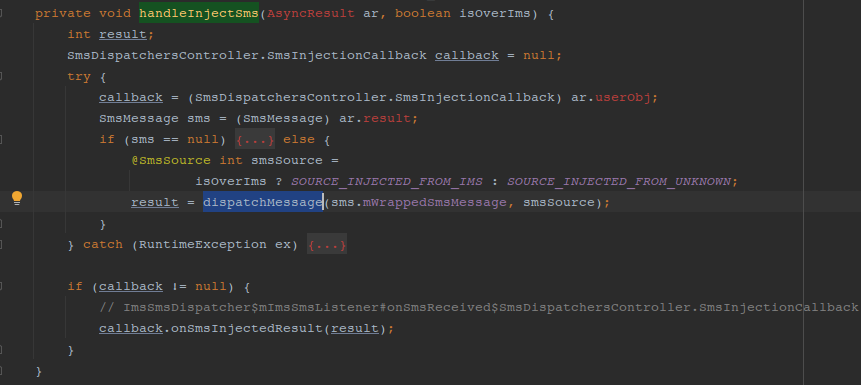 private void handleInjectSms(AsyncResult ar, boolean isOverIms) {
int result;
SmsDispatchersController.SmsInjectionCallback callback = null;
try {
callback = (SmsDispatchersController.SmsInjectionCallback) ar.userObj;
SmsMessage sms = (SmsMessage) ar.result;
if (sms == null) {...} else {
@SmsSource int smsSource =
isOverIms ? SOURCE_INJECTED_FROM_IMS : SOURCE_INJECTED_FROM_UNKNOWN;
result = dispatchMessage(sms.mWrappedSmsMessage, smsSource);
}
} catch (RuntimeException ex) {...}
if (callback != null) {
// ImsSmsDispatcher$mImsSmsListener#onSmsReceived$SmsDispatchersController.SmsInjectionCallback
callback.onSmsInjectedResult(result);
}
}